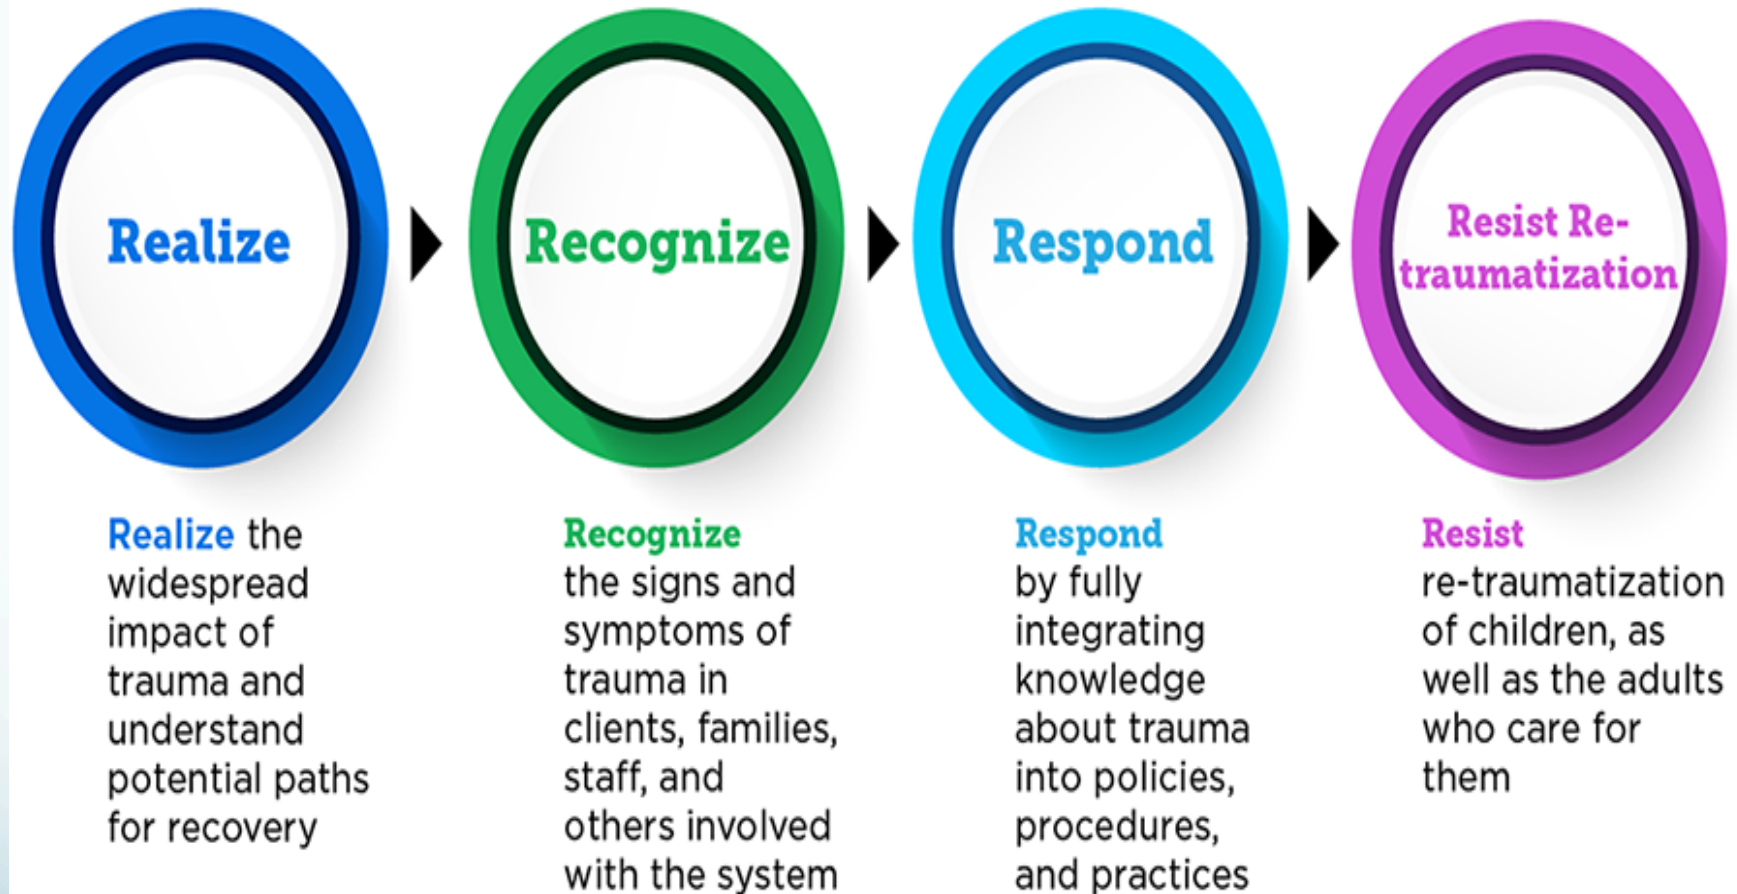 Realize
Recognize
Respond
Resist Re-
traumatization
Realize the
widespread
impact of
trauma and
understand
potential paths
for recovery
Recognize
the signs and
symptoms of
trauma in
clients, families,
staff, and
others involved
with the system
Respond
by fully
integrating
knowledge
about trauma
into policies,
procedures,
and practices
Resist
re-traumatization
of children, as
well as the adults
who care for
them